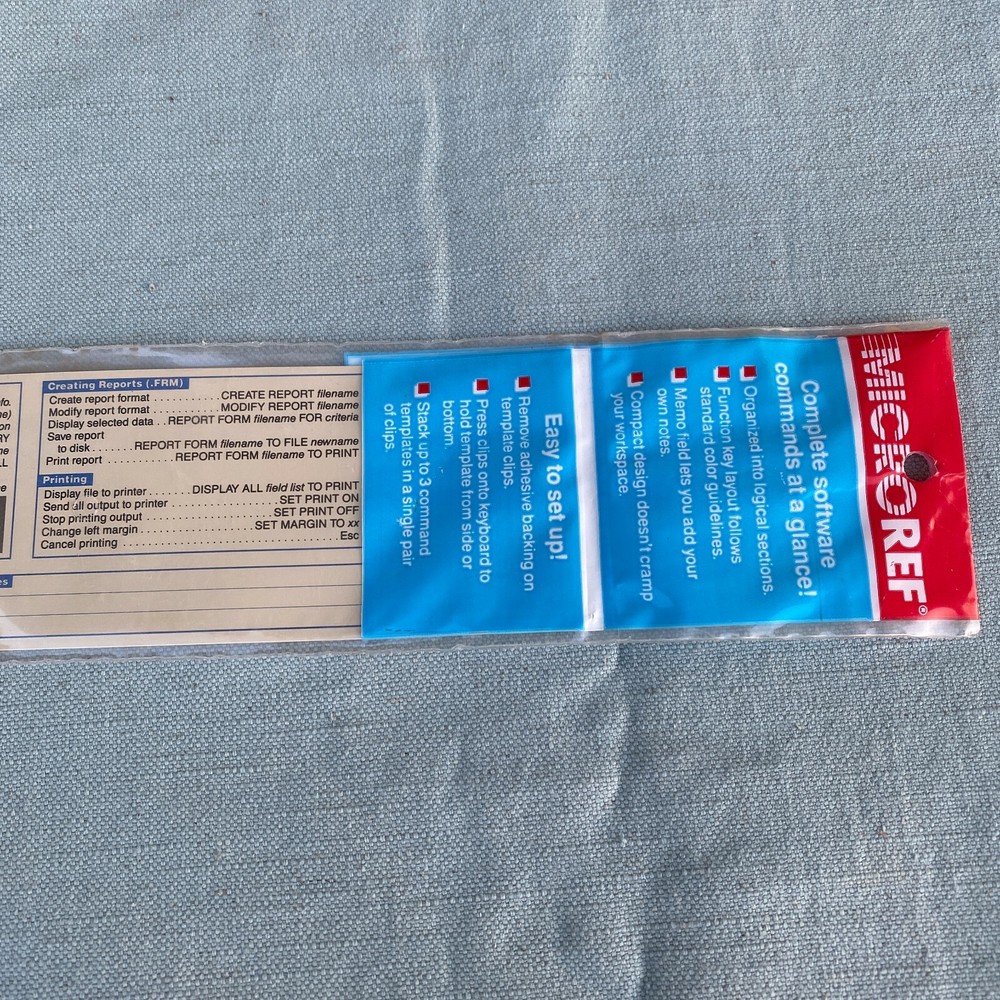 MICROREF®
Complete software
commands at a glance!
Organized into logical sections.
Function key layout follows
standard color guidelines.
Memo field lets you add your
own notes.
Compact design doesn't cramp
your workspace.
Easy to set up!
Remove adhesive backing on
template clips.
Press clips onto keyboard to
hold template from side or
bottom.
Stack up to 3 command
templates in a single pair
of clips.
Creating Reports (.FRM)
Create report format . . . . . . . . . . . CREATE REPORT filename
Modify report format . . . . . . . . . . . MODIFY REPORT filename
Display selected data . . REPORT FORM filename FOR criteria
Save report
to disk . . . . . . . REPORT FORM filename TO FILE newname
Print report . . . . . . . . . . . REPORT FORM filename TO PRINT
Printing
Display file to printer . . . . . . . DISPLAY ALL field list TO PRINT
Send all output to printer . . . . . . . . . . . . . . . . . . SET PRINT ON
Stop printing output . . . . . . . . . . . . . . . . . . . . . SET PRINT OFF
Change left margin . . . . . . . . . . . . . . . . . . SET MARGIN TO xx
Cancel printing . . . . . . . . . . . . . . . . . . . . . . . . . . . . . . . . . . Esc